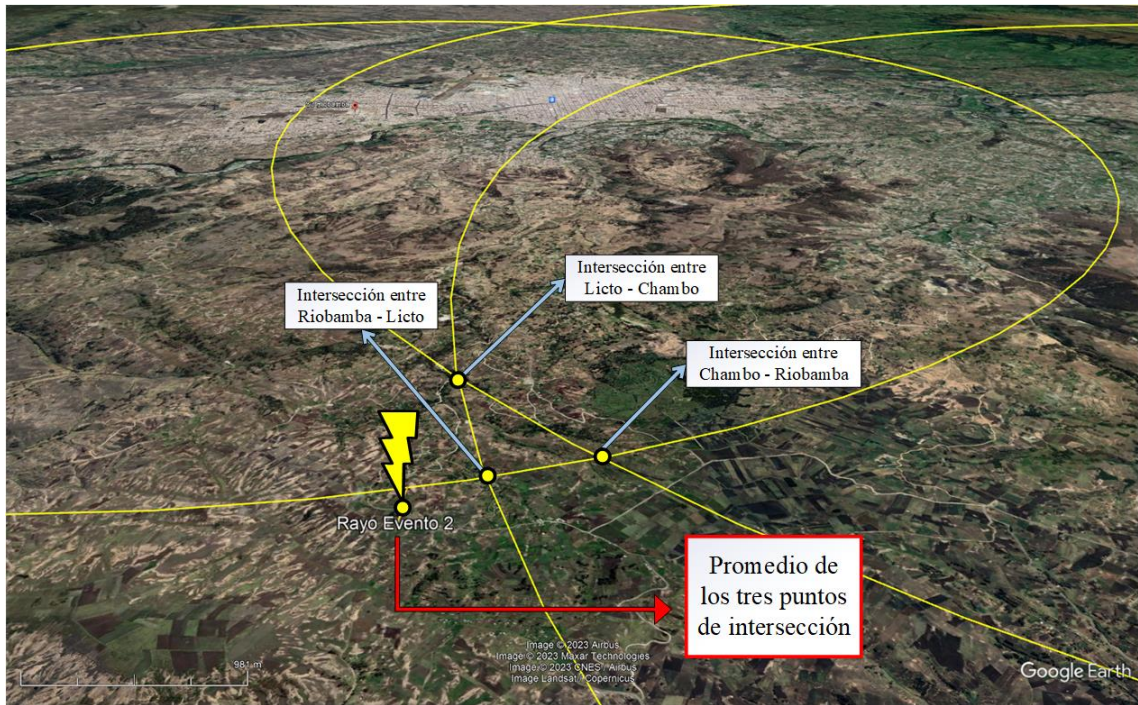 Intersección entre
Licto - Chambo
Intersección entre
Riobamba - Licto
Intersección entre
Chambo - Riobamba
Rayo Evento 2
Promedio de
los tres puntos
de intersección
981 m
Image © 2023 Airbus
Image © 2023 Maxar Technologies
Image © 2023 CNES / Airbus
Image Landsat / Copernicus
Google Earth